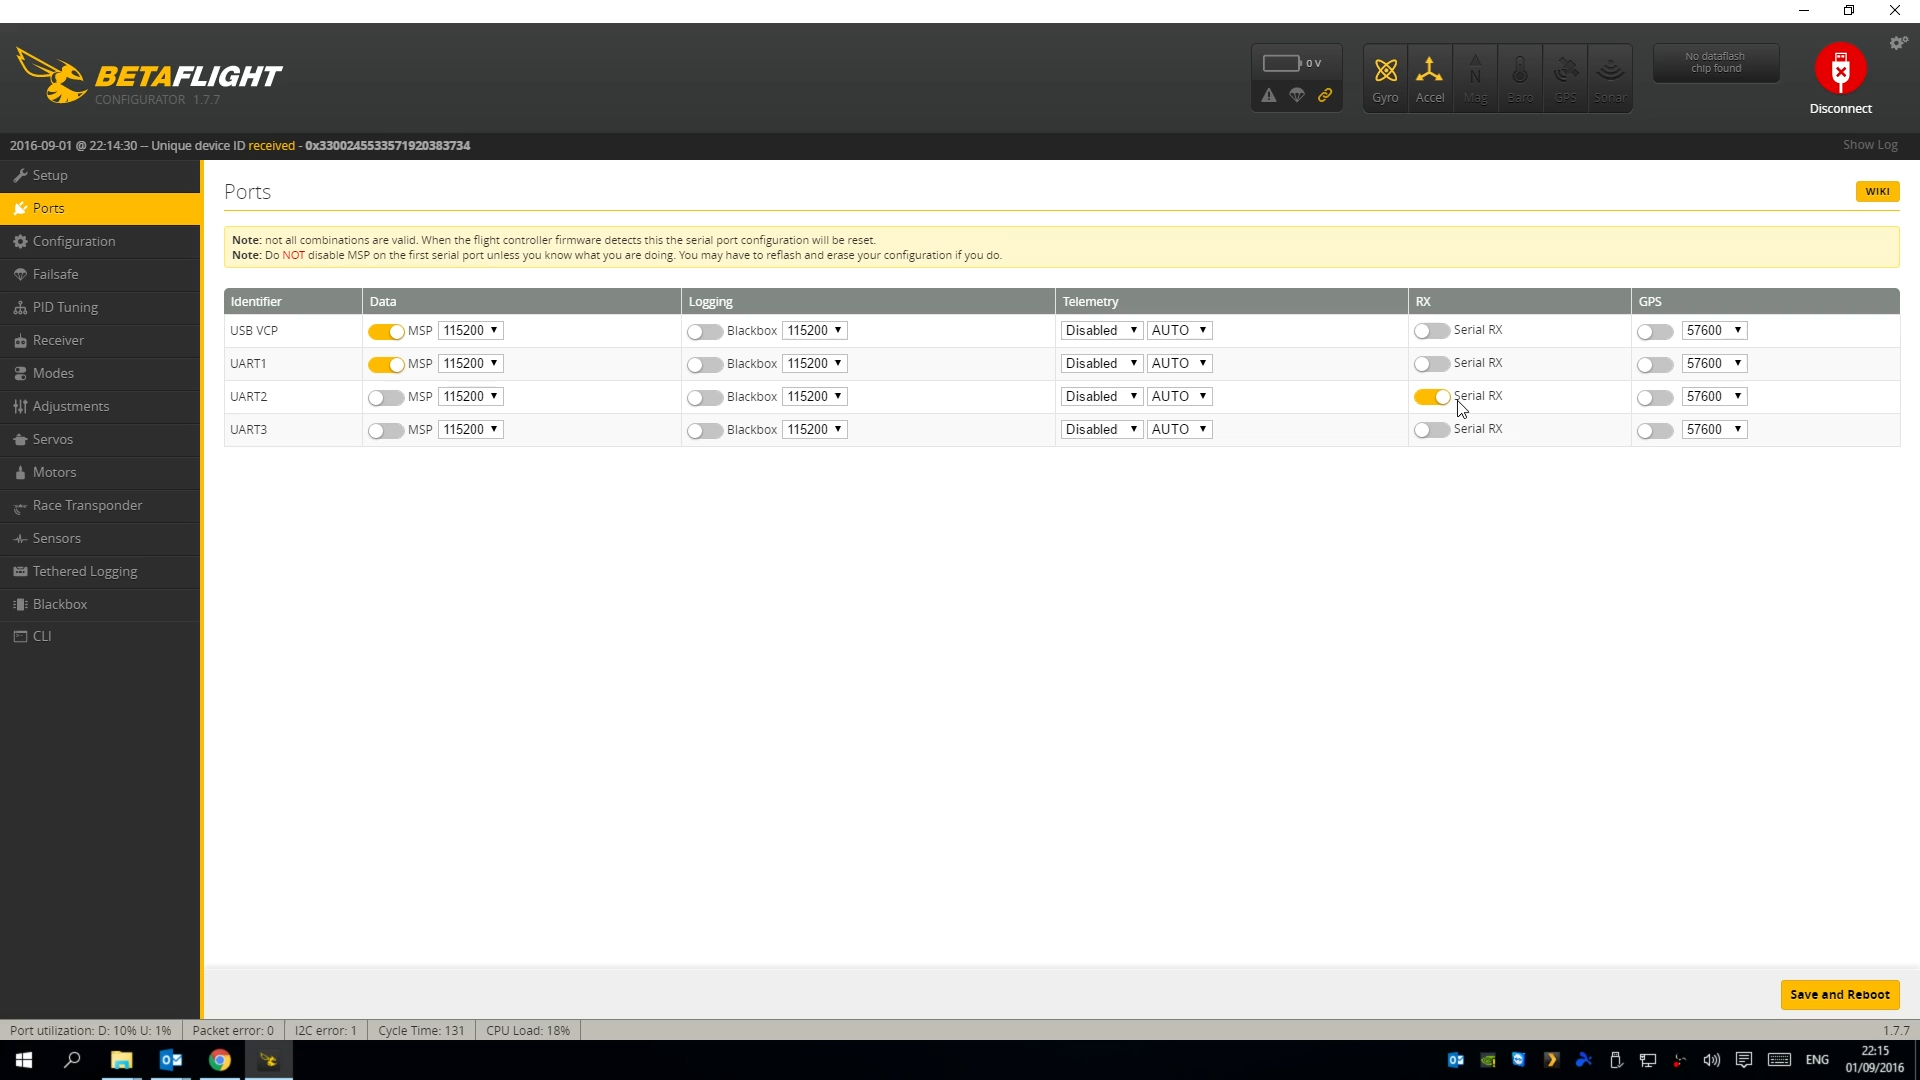 BETAFLIGHT
CONFIGURATOR 1.7.7
0 V
Gyro Accel Mag Baro GPS Sonar
No dataflash
chip found
Disconnect
2016-09-01 @ 22:14:30 -- Unique device ID received - 0x3300245533571920383734
Show Log
Setup
Ports
Configuration
Failsafe
PID Tuning
Receiver
Modes
Adjustments
Servos
Motors
Race Transponder
Sensors
Tethered Logging
Blackbox
CLI
Ports
WIKI
Note: not all combinations are valid. When the flight controller firmware detects this the serial port configuration will be reset.
Note: Do NOT disable MSP on the first serial port unless you know what you are doing. You may have to reflash and erase your configuration if you do.
Identifier Data Logging Telemetry RX GPS
USB VCP MSP 115200 Blackbox 115200 Disabled AUTO Serial RX 57600
UART1 MSP 115200 Blackbox 115200 Disabled AUTO Serial RX 57600
UART2 MSP 115200 Blackbox 115200 Disabled AUTO Serial RX 57600
UART3 MSP 115200 Blackbox 115200 Disabled AUTO Serial RX 57600
Save and Reboot
Port utilization: D: 10% U: 1% Packet error: 0 I2C error: 1 Cycle Time: 131 CPU Load: 18% 1.7.7
ENG
22:15
01/09/2016